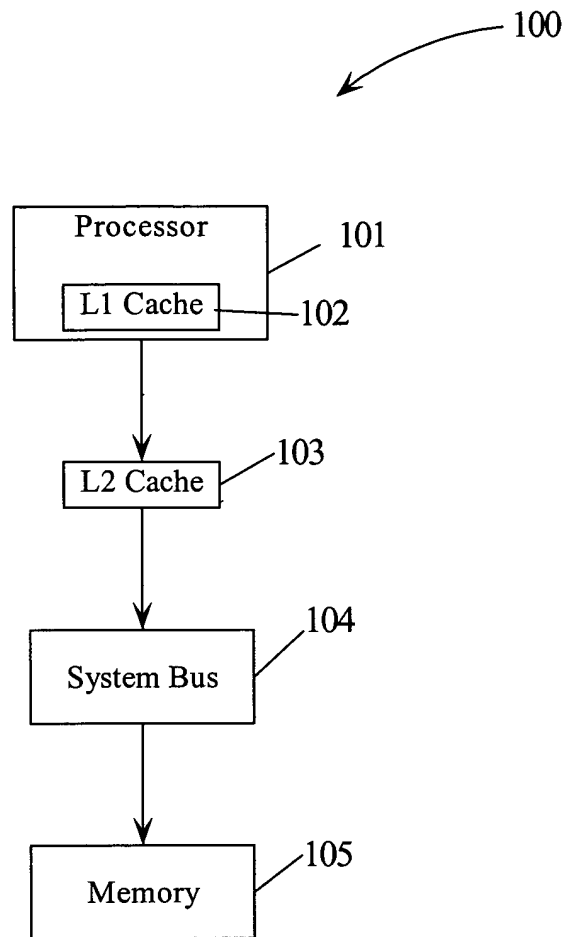 100
Processor
101
L1 Cache
102
103
L2 Cache
104
System Bus
105
Memory